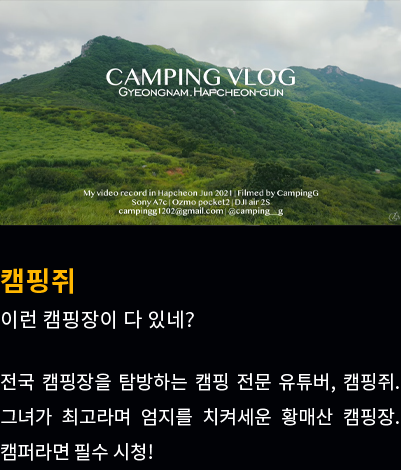 CAMPING VLOG
GYEONGNAM. HAPCHEON-GUN
My video record in Hapcheon Jun 2021 | Filmed by CampingG
Sony A7c | Ozmo pocket2 | DJI air 2S
campingg1202@gmail.com | @camping__g
캠핑쥐
이런 캠핑장이 다 있네?
전국 캠핑장을 탐방하는 캠핑 전문 유튜버, 캠핑쥐.
그녀가 최고라며 엄지를 치켜세운 황매산 캠핑장.
캠퍼라면 필수 시청!